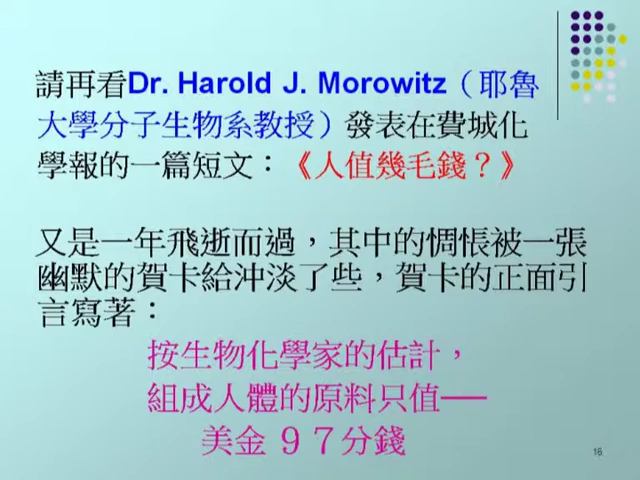 請再看Dr. Harold J. Morowitz（耶魯
大學分子生物系教授）發表在費城化
學報的一篇短文：《人值幾毛錢？》
又是一年飛逝而過，其中的惆悵被一張
幽默的賀卡給沖淡了些，賀卡的正面引
言寫著：
按生物化學家的估計，
組成人體的原料只值──
美金９７分錢
16